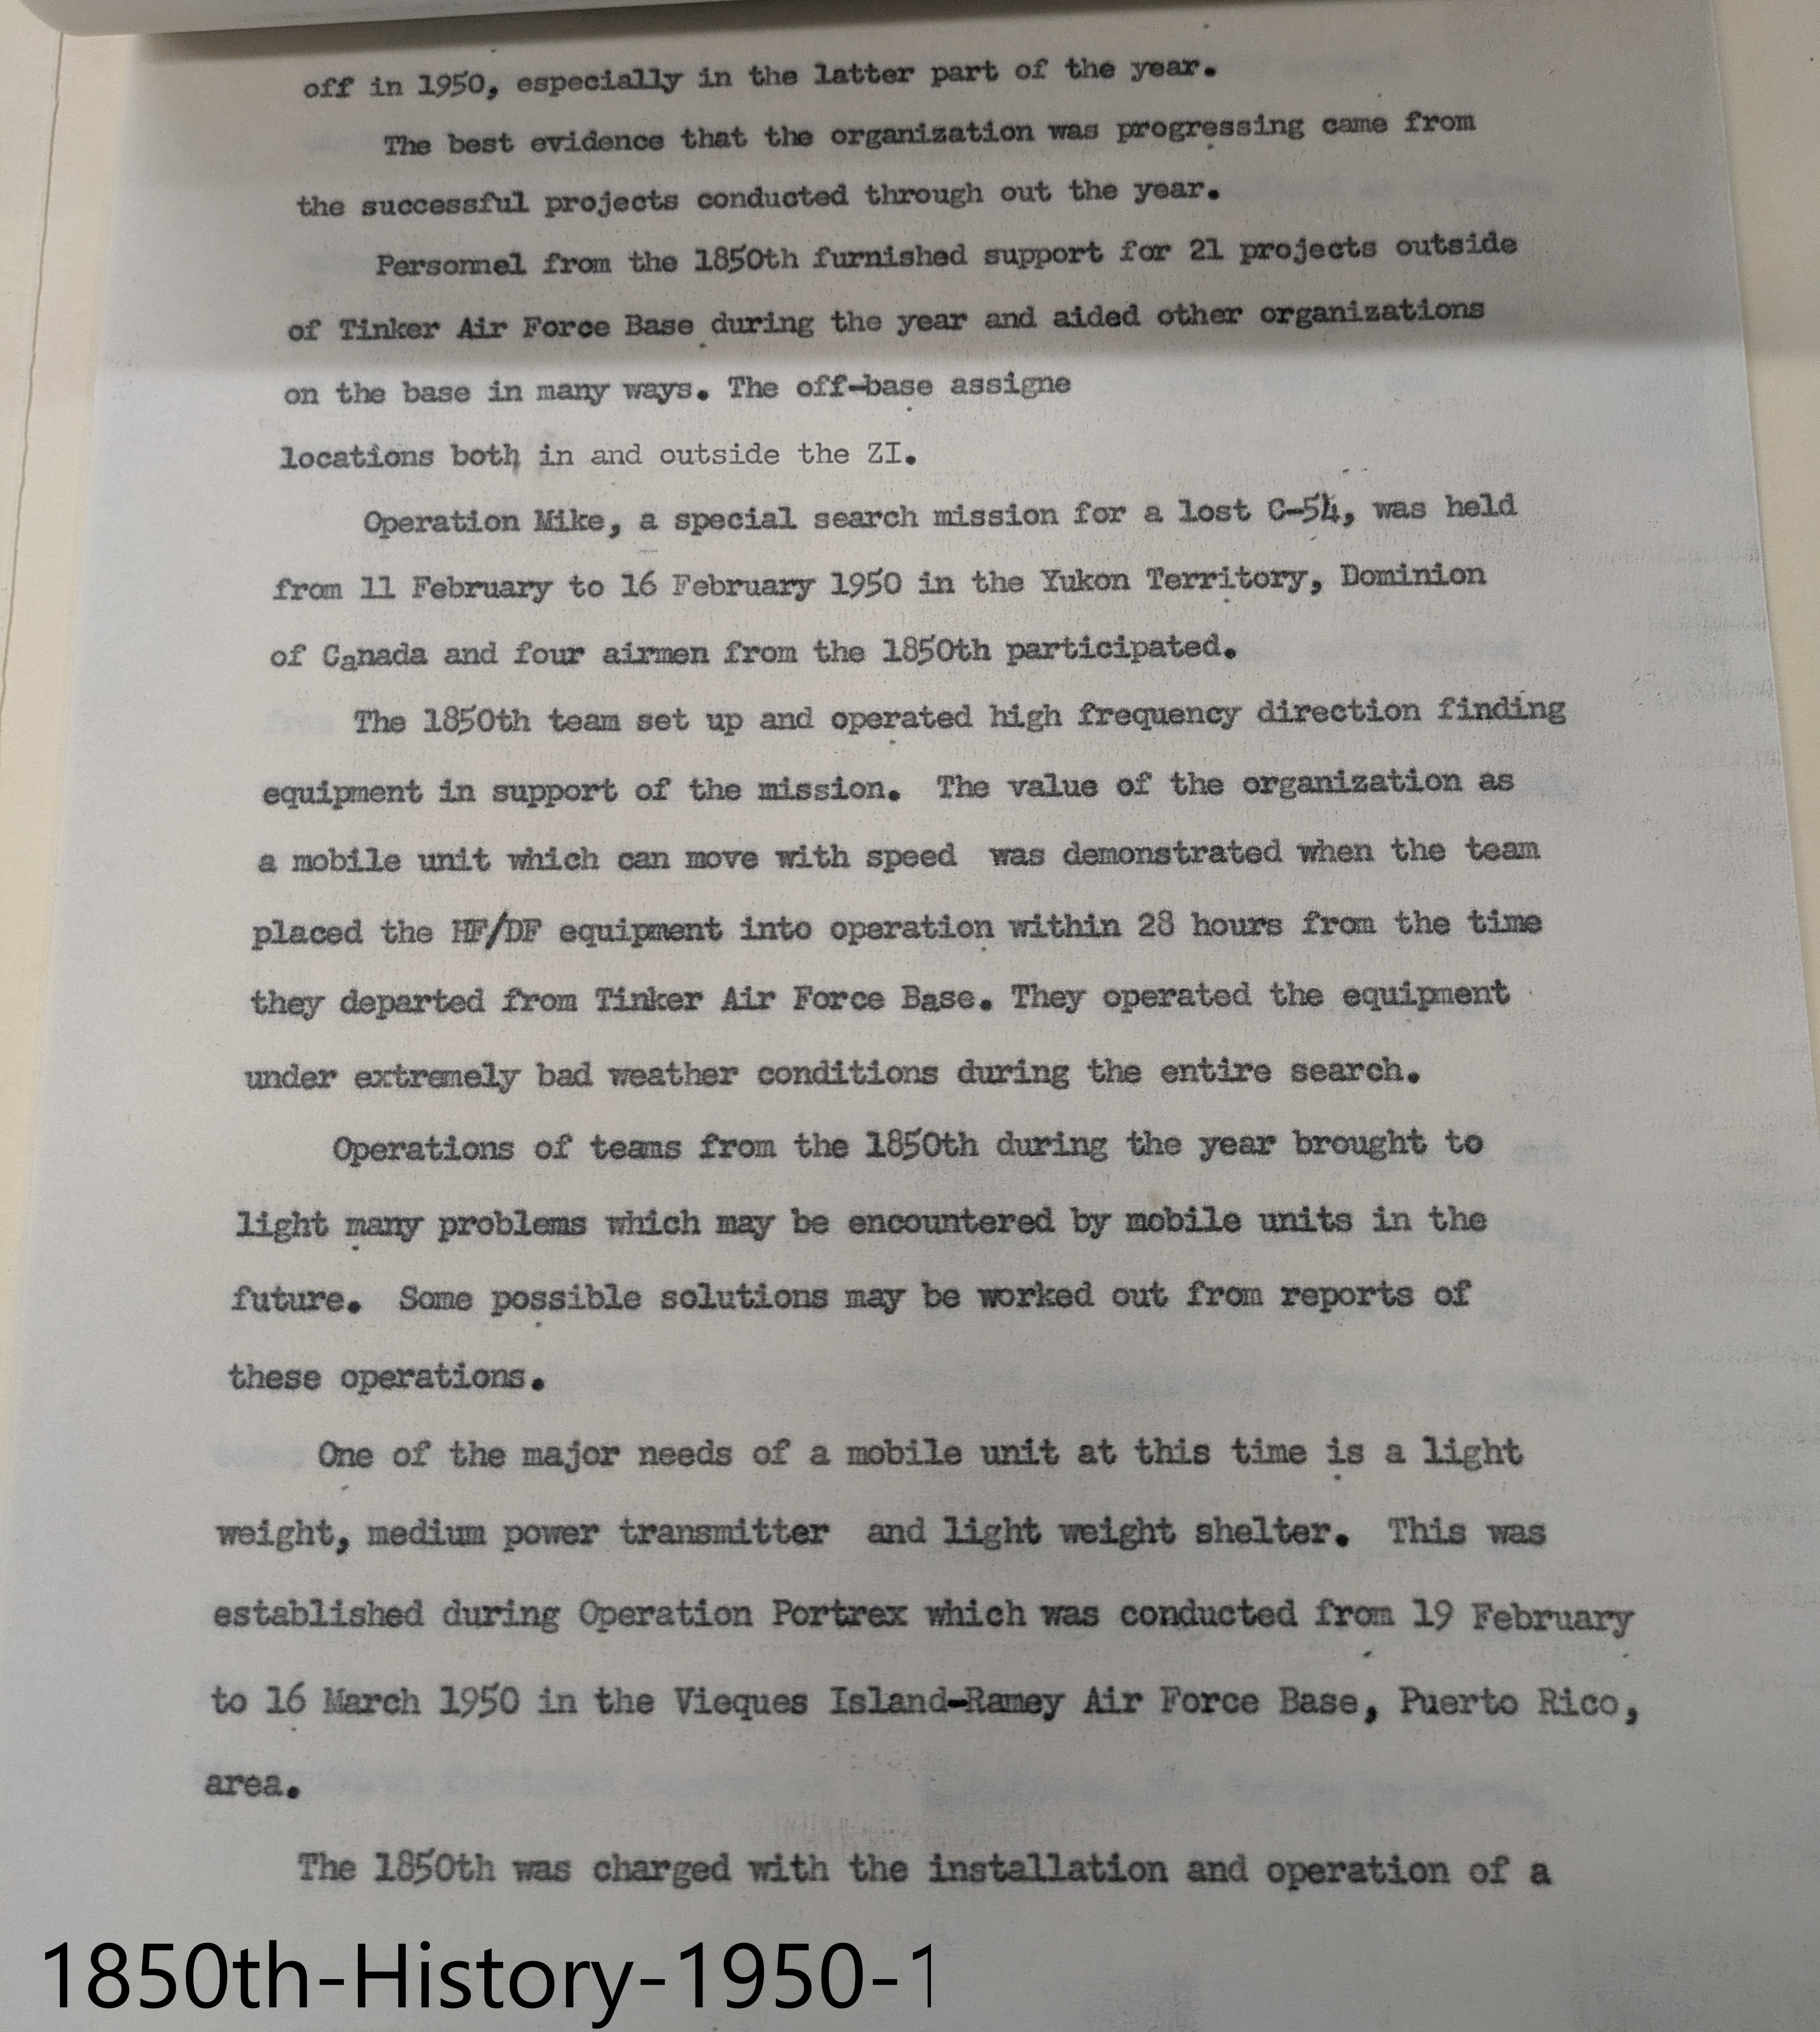 off in 1950, especially in the latter part of the year.
The best evidence that the organization was progressing came from
the successful projects conducted through out the year.
Personnel from the 1850th furnished support for 21 projects outside
of Tinker Air Force Base during the year and aided other organizations
on the base in many ways. The off-base assigne
locations both in and outside the ZI.
Operation Mike, a special search mission for a lost C-54, was held
from 11 February to 16 February 1950 in the Yukon Territory, Dominion
of Canada and four airmen from the 1850th participated.
The 1850th team set up and operated high frequency direction finding
equipment in support of the mission. The value of the organization as
a mobile unit which can move with speed was demonstrated when the team
placed the HF/DF equipment into operation within 28 hours from the time
they departed from Tinker Air Force Base. They operated the equipment
under extremely bad weather conditions during the entire search.
Operations of teams from the 1850th during the year brought to
light many problems which may be encountered by mobile units in the
future. Some possible solutions may be worked out from reports of
these operations.
One of the major needs of a mobile unit at this time is a light
weight, medium power transmitter and light weight shelter. This was
established during Operation Portrex which was conducted from 19 February
to 16 March 1950 in the Vieques Island-Ramey Air Force Base, Puerto Rico,
area.
The 1850th was charged with the installation and operation of a
1850th-History-1950-1